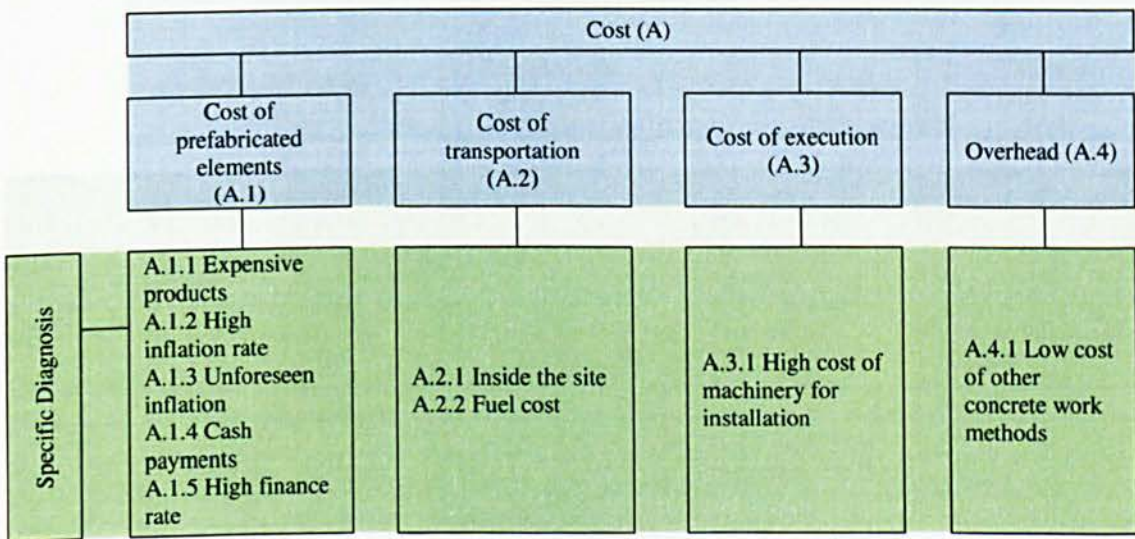 Cost (A)
Cost of
prefabricated
elements
(A.1)
Cost of
transportation
(A.2)
Cost of execution
(A.3)
Overhead (A.4)
Specific Diagnosis
A.1.1 Expensive
products
A.1.2 High
inflation rate
A.1.3 Unforeseen
inflation
A.1.4 Cash
payments
A.1.5 High finance
rate
A.2.1 Inside the site
A.2.2 Fuel cost
A.3.1 High cost of
machinery for
installation
A.4.1 Low cost
of other
concrete work
methods